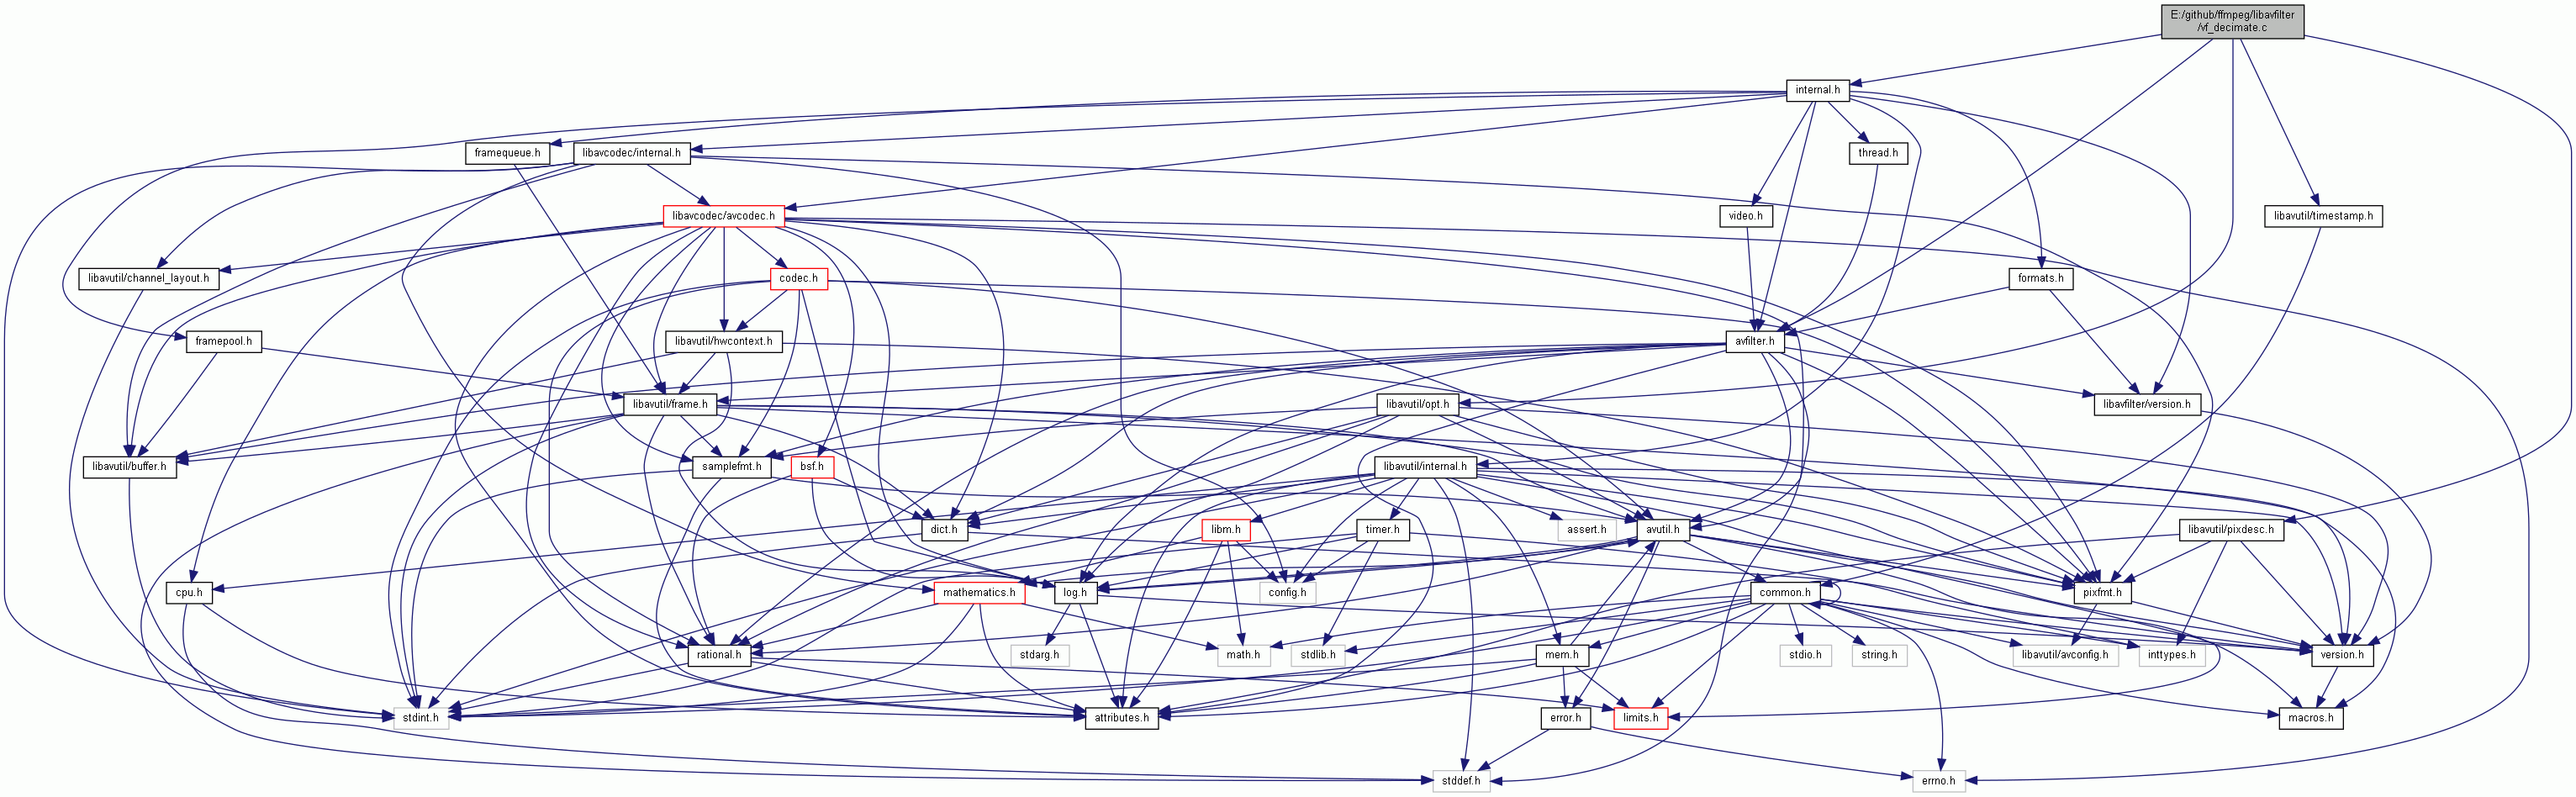 E:/github/ffmpeg/libavfilter
/vf_decimate.c
internal.h
framequeue.h
libavcodec/internal.h
thread.h
libavcodec/avcodec.h
video.h
libavutil/timestamp.h
libavutil/channel_layout.h
codec.h
formats.h
framepool.h
libavutil/hwcontext.h
avfilter.h
libavutil/frame.h
libavutil/opt.h
libavfilter/version.h
libavutil/buffer.h
samplefmt.h
bsf.h
libavutil/internal.h
dict.h
libm.h
timer.h
assert.h
avutil.h
libavutil/pixdesc.h
cpu.h
mathematics.h
log.h
config.h
common.h
pixfmt.h
rational.h
stdarg.h
math.h
stdlib.h
mem.h
stdio.h
string.h
libavutil/avconfig.h
inttypes.h
version.h
stdint.h
attributes.h
error.h
limits.h
macros.h
stddef.h
errno.h